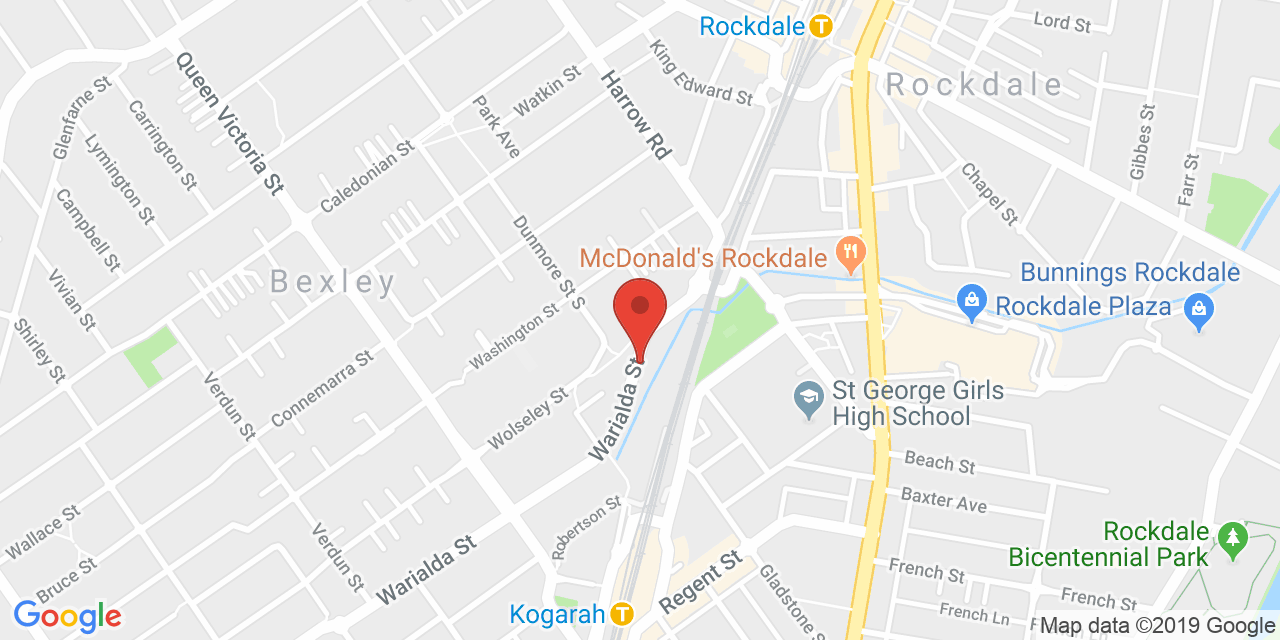 Rockdale
T
Lord St
Rockdale
King Edward St
Harrow Rd
Watkin St
Park Ave
Queen Victoria St
Glenfarne St
Carrington St
Lymington St
Caledonian St
Gibbes St
Farr St
Chapel St
Campbell St
Dunmore St S
McDonald's Rockdale
Bexley
Vivian St
Bunnings Rockdale
Rockdale Plaza
Shirley St
Washington St
Connemarra St
Verdun St
Wolseley St
Warialda St
St George Girls
High School
Beach St
Baxter Ave
Wallace St
Robertson St
Verdun St
Warialda St
Bruce St
Rockdale
Bicentennial Park
French St
Regent St
Gladstone S
French St
French Ln
Kogarah
T
Google
Map data ©2019 Google